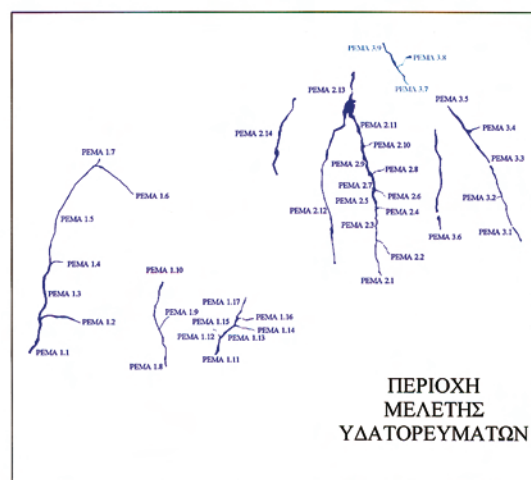 ΡΕΜΑ 3.9
ΡΕΜΑ 3.8
ΡΕΜΑ 3.7
ΡΕΜΑ 2.13
ΡΕΜΑ 3.5
ΡΕΜΑ 2.14
ΡΕΜΑ 2.11
ΡΕΜΑ 3.4
ΡΕΜΑ 2.10
ΡΕΜΑ 1.7
ΡΕΜΑ 2.9
ΡΕΜΑ 2.8
ΡΕΜΑ 3.3
ΡΕΜΑ 1.6
ΡΕΜΑ 2.7
ΡΕΜΑ 2.6
ΡΕΜΑ 3.2
ΡΕΜΑ 2.5
ΡΕΜΑ 2.4
ΡΕΜΑ 2.12
ΡΕΜΑ 1.5
ΡΕΜΑ 2.3
ΡΕΜΑ 3.6
ΡΕΜΑ 3.1
ΡΕΜΑ 2.2
ΡΕΜΑ 1.4
ΡΕΜΑ 1.10
ΡΕΜΑ 2.1
ΡΕΜΑ 1.3
ΡΕΜΑ 1.17
ΡΕΜΑ 1.9
ΡΕΜΑ 1.16
ΡΕΜΑ 1.2
ΡΕΜΑ 1.15
ΡΕΜΑ 1.14
ΡΕΜΑ 1.12
ΡΕΜΑ 1.13
ΡΕΜΑ 1.1
ΡΕΜΑ 1.11
ΡΕΜΑ 1.8
ΠΕΡΙΟΧΗ
ΜΕΛΕΤΗΣ
ΥΔΑΤΟΡΕΥΜΑΤΩΝ